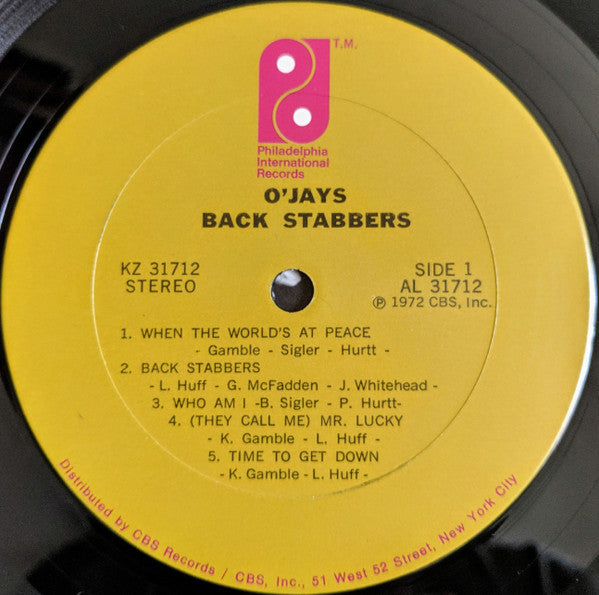 T.M.
Philadelphia
International
Records
O'JAYS
BACK STABBERS
KZ 31712
STEREO
SIDE 1
AL 31712
Ⓟ 1972 CBS, Inc.
1. WHEN THE WORLD'S AT PEACE
- Gamble - Sigler - Hurtt -
2. BACK STABBERS
- L. Huff - G. McFadden - J. Whitehead -
3. WHO AM I -B. Sigler - P. Hurtt-
4. (THEY CALL ME) MR. LUCKY
- K. Gamble - L. Huff -
5. TIME TO GET DOWN
- K. Gamble - L. Huff -
Distributed by CBS Records / CBS, Inc., 51 West 52 Street, New York City